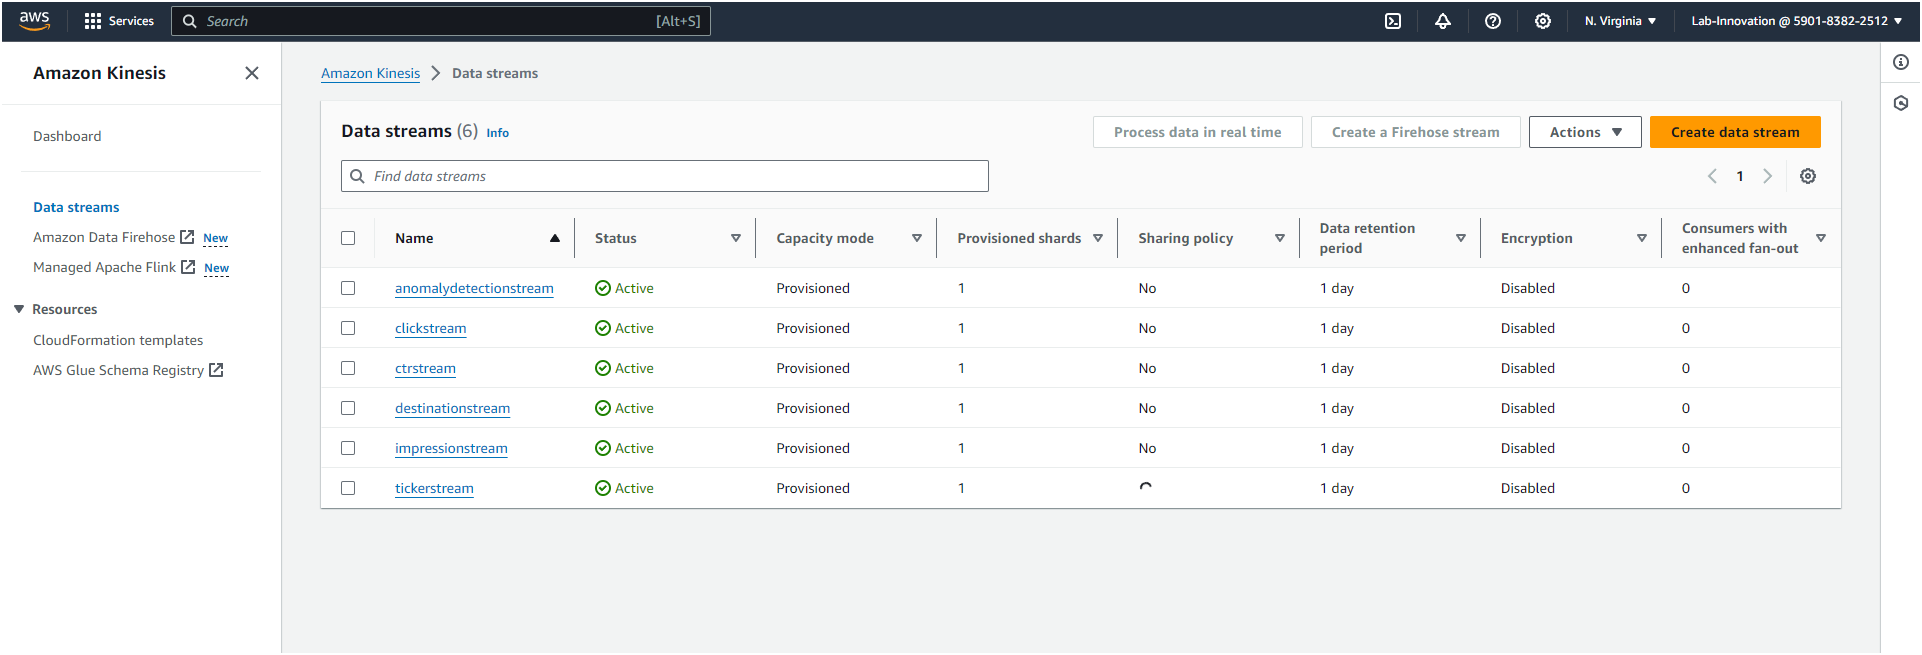 aws Services Search [Alt+S] N. Virginia Lab-Innovation @ 5901-8382-2512
Amazon Kinesis
Dashboard
Data streams
Amazon Data Firehose New
Managed Apache Flink New
Resources
CloudFormation templates
AWS Glue Schema Registry
Amazon Kinesis Data streams
Data streams (6) Info Process data in real time Create a Firehose stream Actions Create data stream
Find data streams 1
Name Status Capacity mode Provisioned shards Sharing policy Data retention period Encryption Consumers with enhanced fan-out
anomalydetectionstream Active Provisioned 1 No 1 day Disabled 0
clickstream Active Provisioned 1 No 1 day Disabled 0
ctrstream Active Provisioned 1 No 1 day Disabled 0
destinationstream Active Provisioned 1 No 1 day Disabled 0
impressionstream Active Provisioned 1 No 1 day Disabled 0
tickerstream Active Provisioned 1 1 day Disabled 0